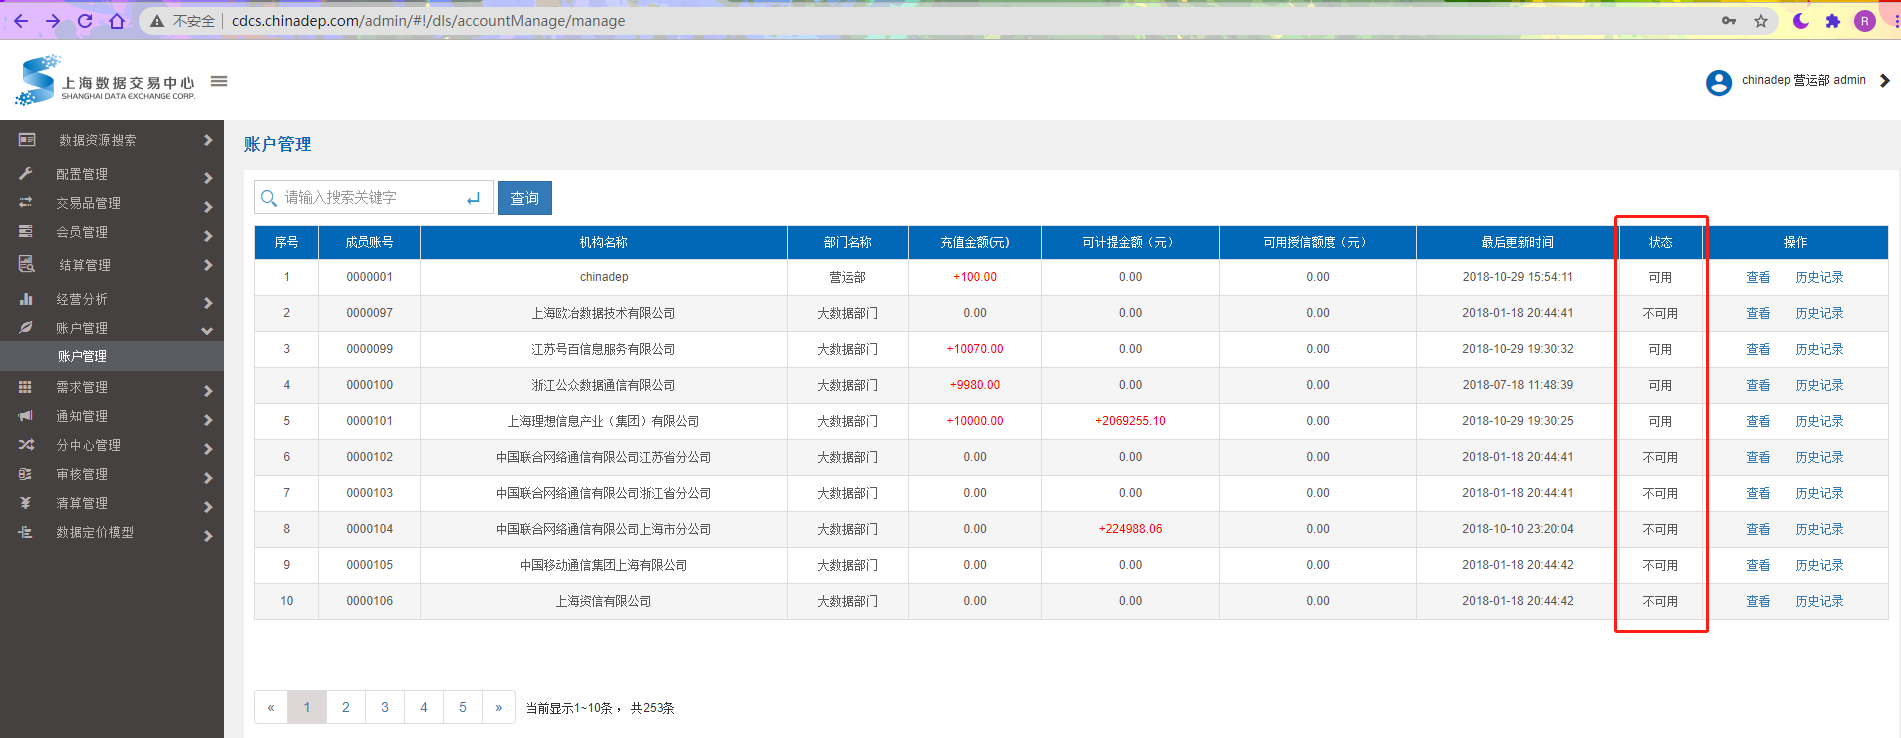 不安全 | cdcs.chinadep.com/admin/#!/dls/accountManage/manage
R
上海数据交易中心
SHANGHAI DATA EXCHANGE CORP.
chinadep 营运部 admin
数据资源搜索
配置管理
交易品管理
会员管理
结算管理
经营分析
账户管理
账户管理
需求管理
通知管理
分中心管理
审核管理
清算管理
数据定价模型
账户管理
请输入搜索关键字 查询
序号 成员账号 机构名称 部门名称 充值金额(元) 可计提金额（元） 可用授信额度（元） 最后更新时间 状态 操作
1 0000001 chinadep 营运部 +100.00 0.00 0.00 2018-10-29 15:54:11 可用 查看 历史记录
2 0000097 上海欧冶数据技术有限公司 大数据部门 0.00 0.00 0.00 2018-01-18 20:44:41 不可用 查看 历史记录
3 0000099 江苏号百信息服务有限公司 大数据部门 +10070.00 0.00 0.00 2018-10-29 19:30:32 可用 查看 历史记录
4 0000100 浙江公众数据通信有限公司 大数据部门 +9980.00 0.00 0.00 2018-07-18 11:48:39 可用 查看 历史记录
5 0000101 上海理想信息产业（集团）有限公司 大数据部门 +10000.00 +2069255.10 0.00 2018-10-29 19:30:25 可用 查看 历史记录
6 0000102 中国联合网络通信有限公司江苏省分公司 大数据部门 0.00 0.00 0.00 2018-01-18 20:44:41 不可用 查看 历史记录
7 0000103 中国联合网络通信有限公司浙江省分公司 大数据部门 0.00 0.00 0.00 2018-01-18 20:44:41 不可用 查看 历史记录
8 0000104 中国联合网络通信有限公司上海市分公司 大数据部门 0.00 +224988.06 0.00 2018-10-10 23:20:04 不可用 查看 历史记录
9 0000105 中国移动通信集团上海有限公司 大数据部门 0.00 0.00 0.00 2018-01-18 20:44:42 不可用 查看 历史记录
10 0000106 上海资信有限公司 大数据部门 0.00 0.00 0.00 2018-01-18 20:44:42 不可用 查看 历史记录
« 1 2 3 4 5 » 当前显示1~10条， 共253条